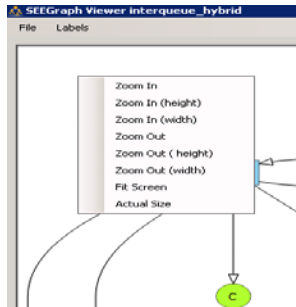 SEEGraph Viewer interqueue_hybrid
File Labels
Zoom In
Zoom In (height)
Zoom In (width)
Zoom Out
Zoom Out ( height)
Zoom Out (width)
Fit Screen
Actual Size
C